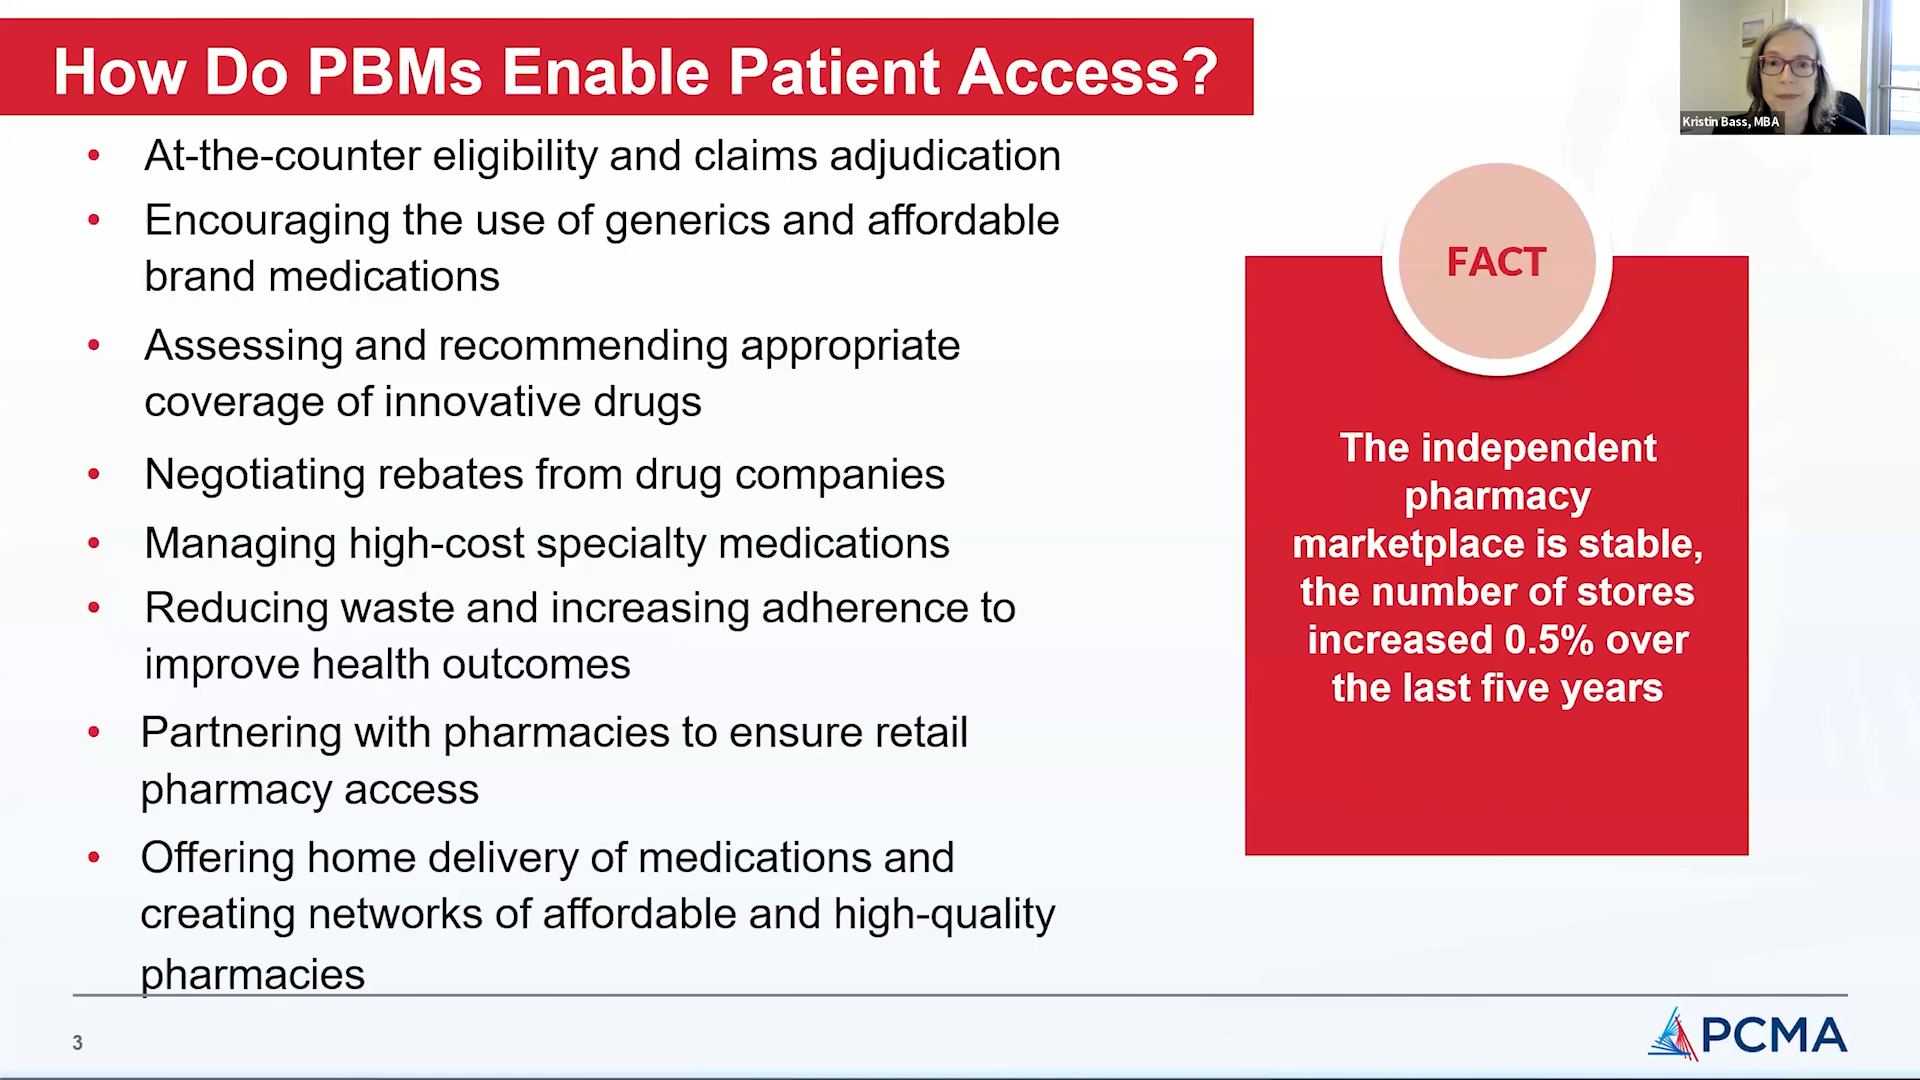 How Do PBMs Enable Patient Access?
Kristin Bass, MBA
• At-the-counter eligibility and claims adjudication
• Encouraging the use of generics and affordable
brand medications
• Assessing and recommending appropriate
coverage of innovative drugs
• Negotiating rebates from drug companies
• Managing high-cost specialty medications
• Reducing waste and increasing adherence to
improve health outcomes
• Partnering with pharmacies to ensure retail
pharmacy access
• Offering home delivery of medications and
creating networks of affordable and high-quality
pharmacies
FACT
The independent
pharmacy
marketplace is stable,
the number of stores
increased 0.5% over
the last five years
3
PCMA